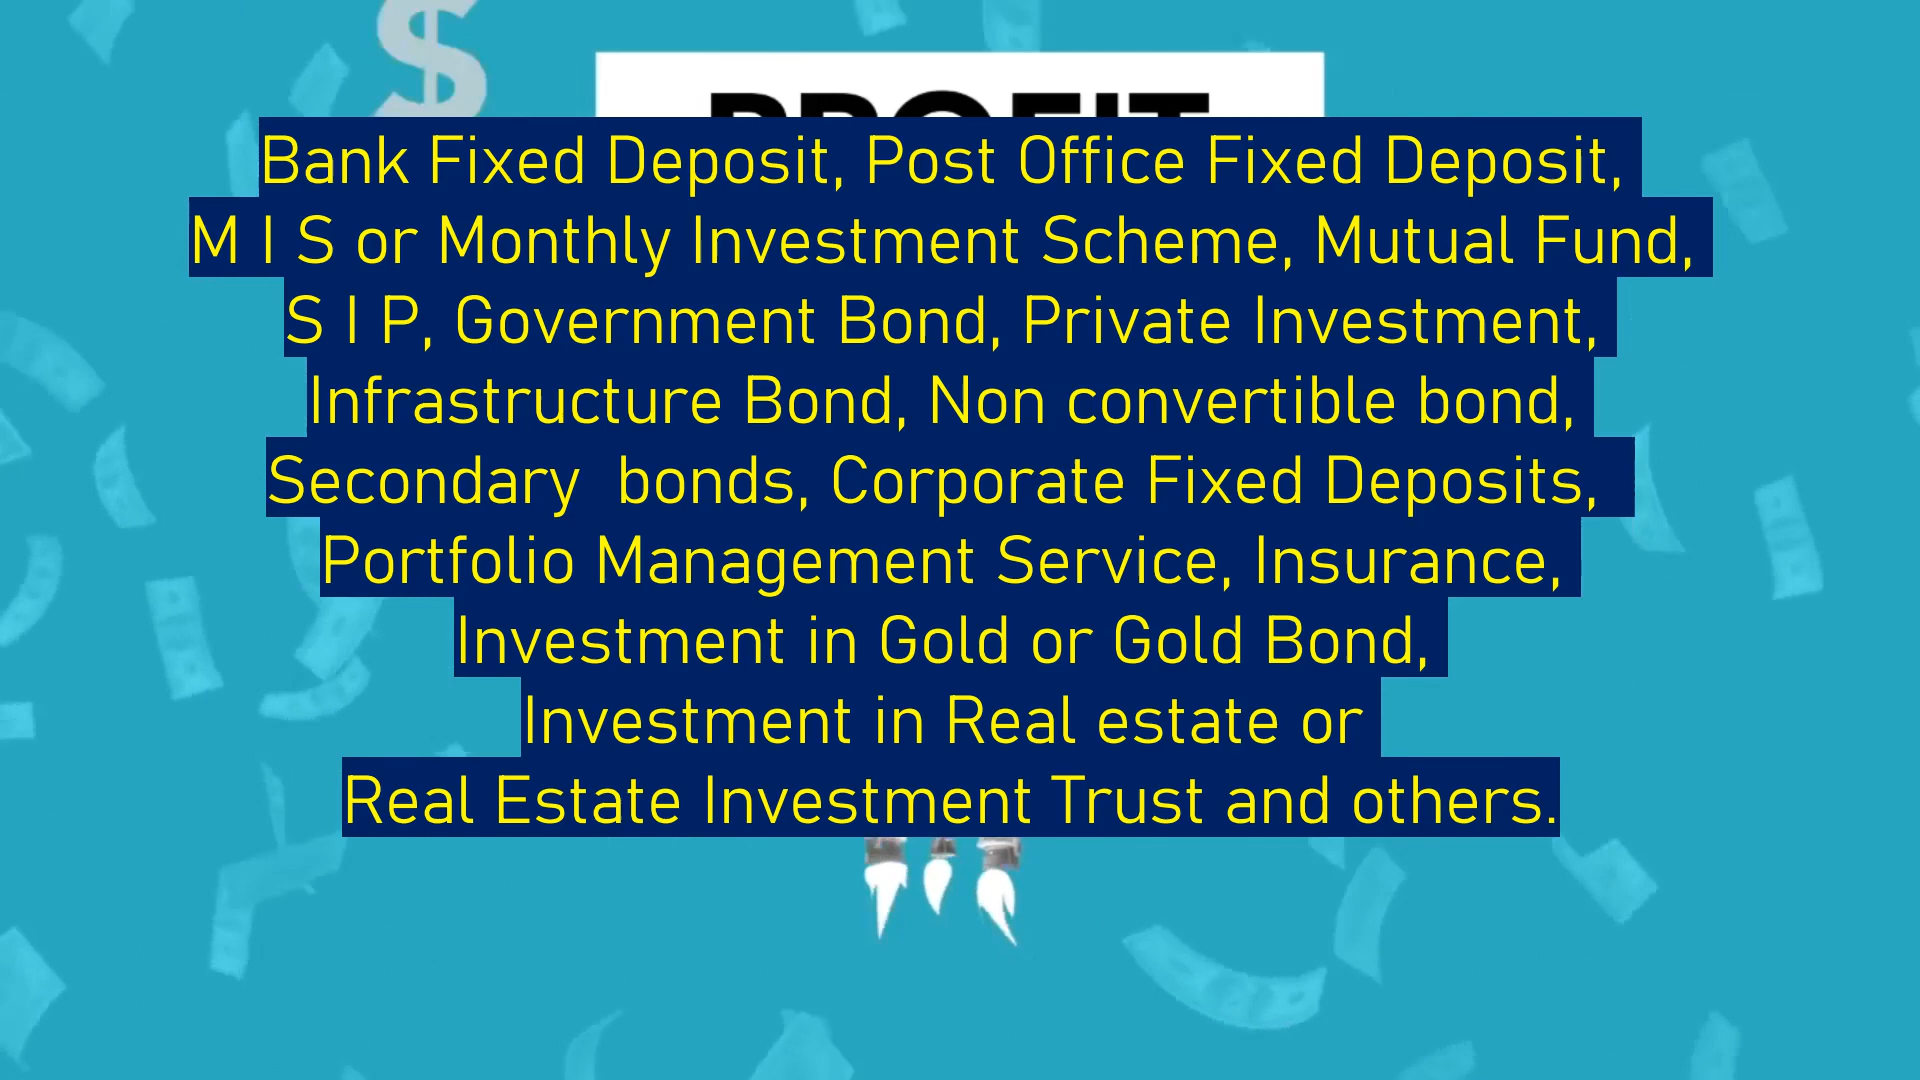 $
PROFIT
Bank Fixed Deposit, Post Office Fixed Deposit,
M I S or Monthly Investment Scheme, Mutual Fund,
S I P, Government Bond, Private Investment,
Infrastructure Bond, Non convertible bond,
Secondary  bonds, Corporate Fixed Deposits,
Portfolio Management Service, Insurance,
Investment in Gold or Gold Bond,
Investment in Real estate or
Real Estate Investment Trust and others.